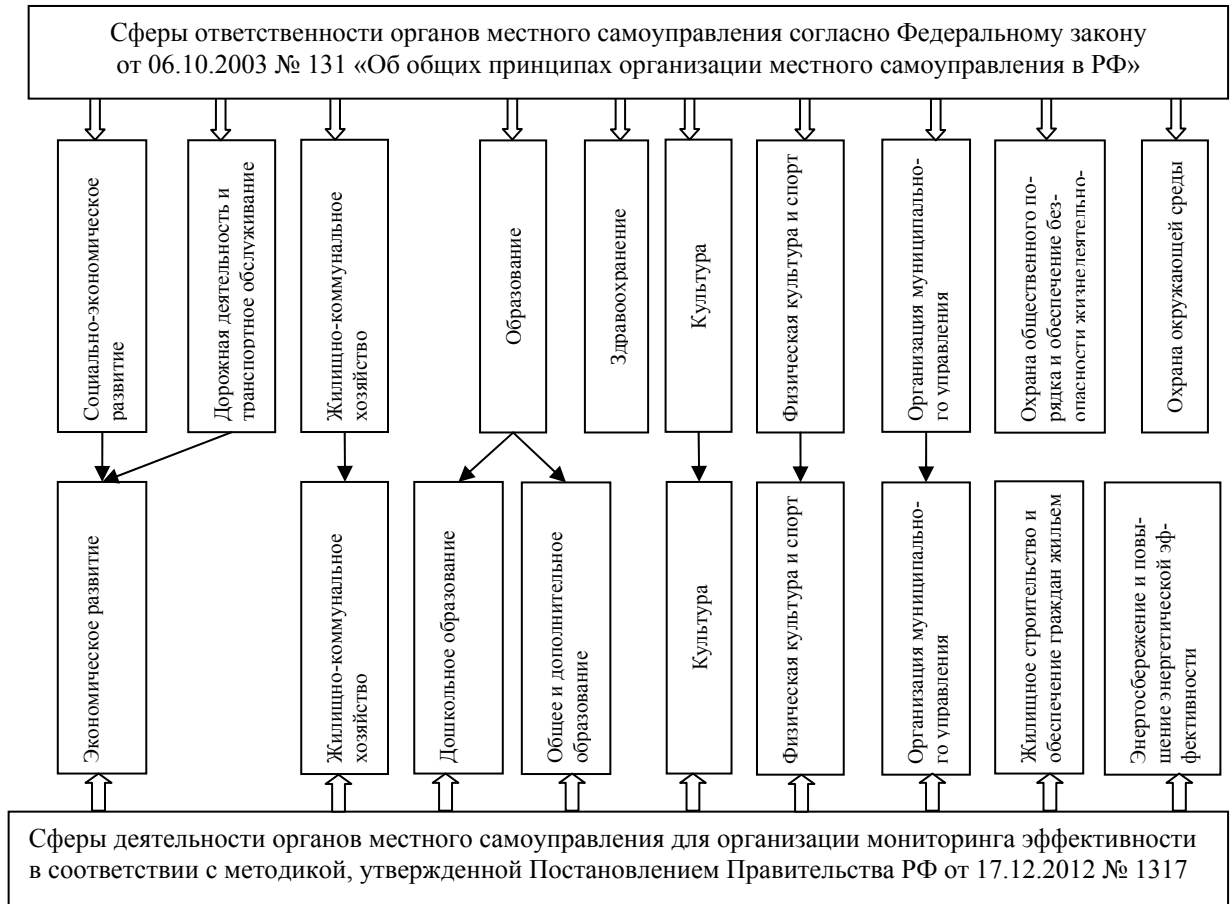 Сферы ответственности органов местного самоуправления согласно Федеральному закону
от 06.10.2003 № 131 «Об общих принципах организации местного самоуправления в РФ»
Социально-экономическое
развитие
Дорожная деятельность и
транспортное обслуживание
Жилищно-коммунальное
хозяйство
Образование
Здравоохранение
Культура
Физическая культура и спорт
Организация муниципально-
го управления
Охрана общественного по-
рядка и обеспечение без-
опасности жизнедеятельно-
Охрана окружающей среды
Экономическое развитие
Жилищно-коммунальное
хозяйство
Дошкольное образование
Общее и дополнительное
образование
Культура
Физическая культура и спорт
Организация муниципально-
го управления
Жилищное строительство и
обеспечение граждан жильем
Энергосбережение и повы-
шение энергетической эф-
фективности
Сферы деятельности органов местного самоуправления для организации мониторинга эффективности
в соответствии с методикой, утвержденной Постановлением Правительства РФ от 17.12.2012 № 1317